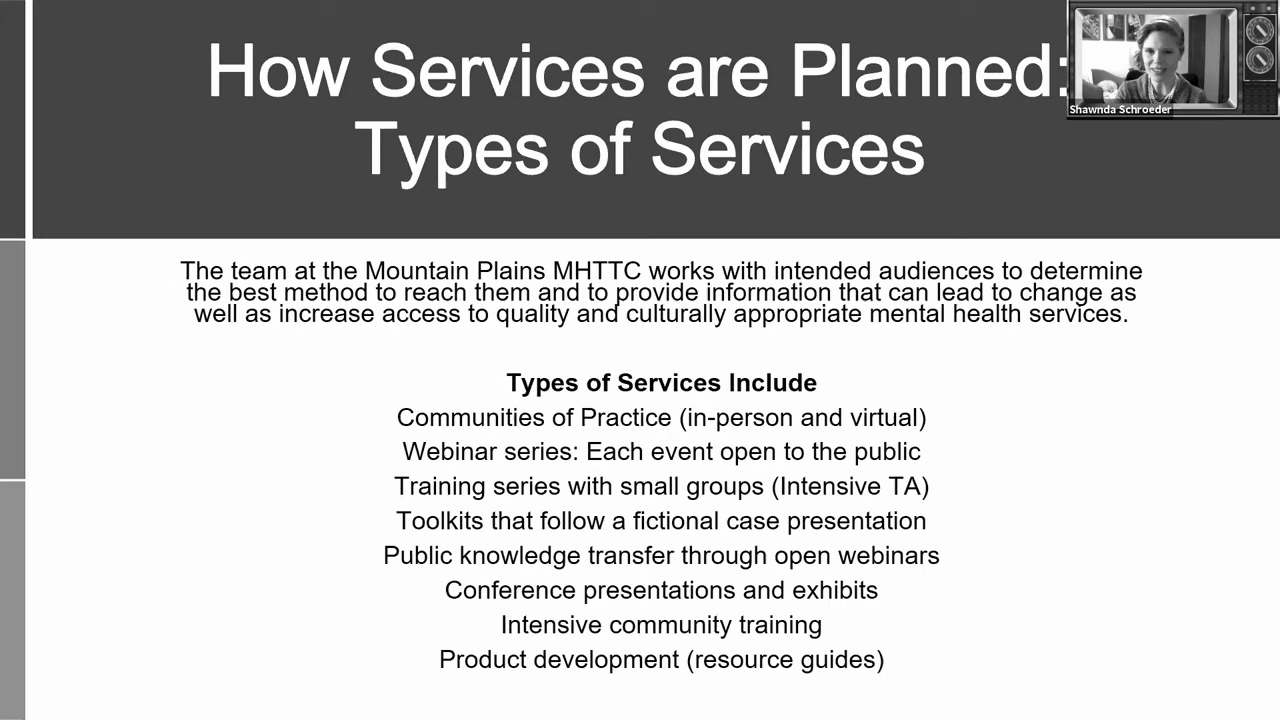 How Services are Planned:
Types of Services
Shawnda Schroeder
The team at the Mountain Plains MHTTC works with intended audiences to determine
the best method to reach them and to provide information that can lead to change as
well as increase access to quality and culturally appropriate mental health services.
Types of Services Include
Communities of Practice (in-person and virtual)
Webinar series: Each event open to the public
Training series with small groups (Intensive TA)
Toolkits that follow a fictional case presentation
Public knowledge transfer through open webinars
Conference presentations and exhibits
Intensive community training
Product development (resource guides)